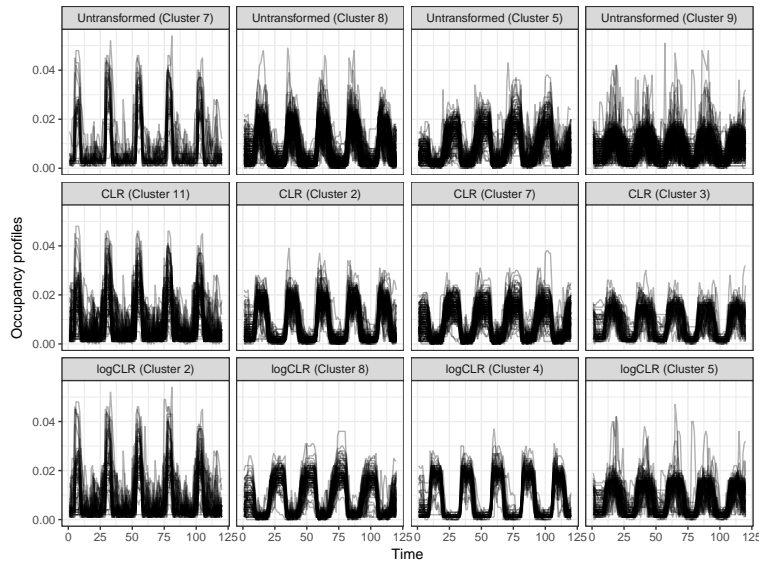 Untransformed (Cluster 7) Untransformed (Cluster 8) Untransformed (Cluster 5) Untransformed (Cluster 9)
0.04
0.02
0.00
CLR (Cluster 11) CLR (Cluster 2) CLR (Cluster 7) CLR (Cluster 3)
0.04
0.02
0.00
logCLR (Cluster 2) logCLR (Cluster 8) logCLR (Cluster 4) logCLR (Cluster 5)
0.04
0.02
0.00
0 25 50 75 100 125 0 25 50 75 100 125 0 25 50 75 100 125 0 25 50 75 100 125
Time
Occupancy profiles